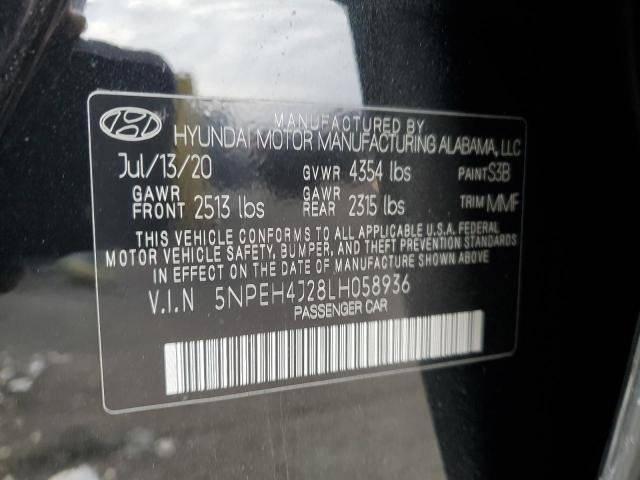 MANUFACTURED BY
HYUNDAI MOTOR MANUFACTURING ALABAMA, LLC
Jul/13/20 GVWR 4354 lbs PAINT S3B
GAWR FRONT 2513 lbs GAWR REAR 2315 lbs TRIM MMF
THIS VEHICLE CONFORMS TO ALL APPLICABLE U.S.A. FEDERAL
MOTOR VEHICLE SAFETY, BUMPER, AND THEFT PREVENTION STANDARDS
IN EFFECT ON THE DATE OF MANUFACTURE SHOWN ABOVE.
V.I.N 5NPEH4J28LH058936
PASSENGER CAR